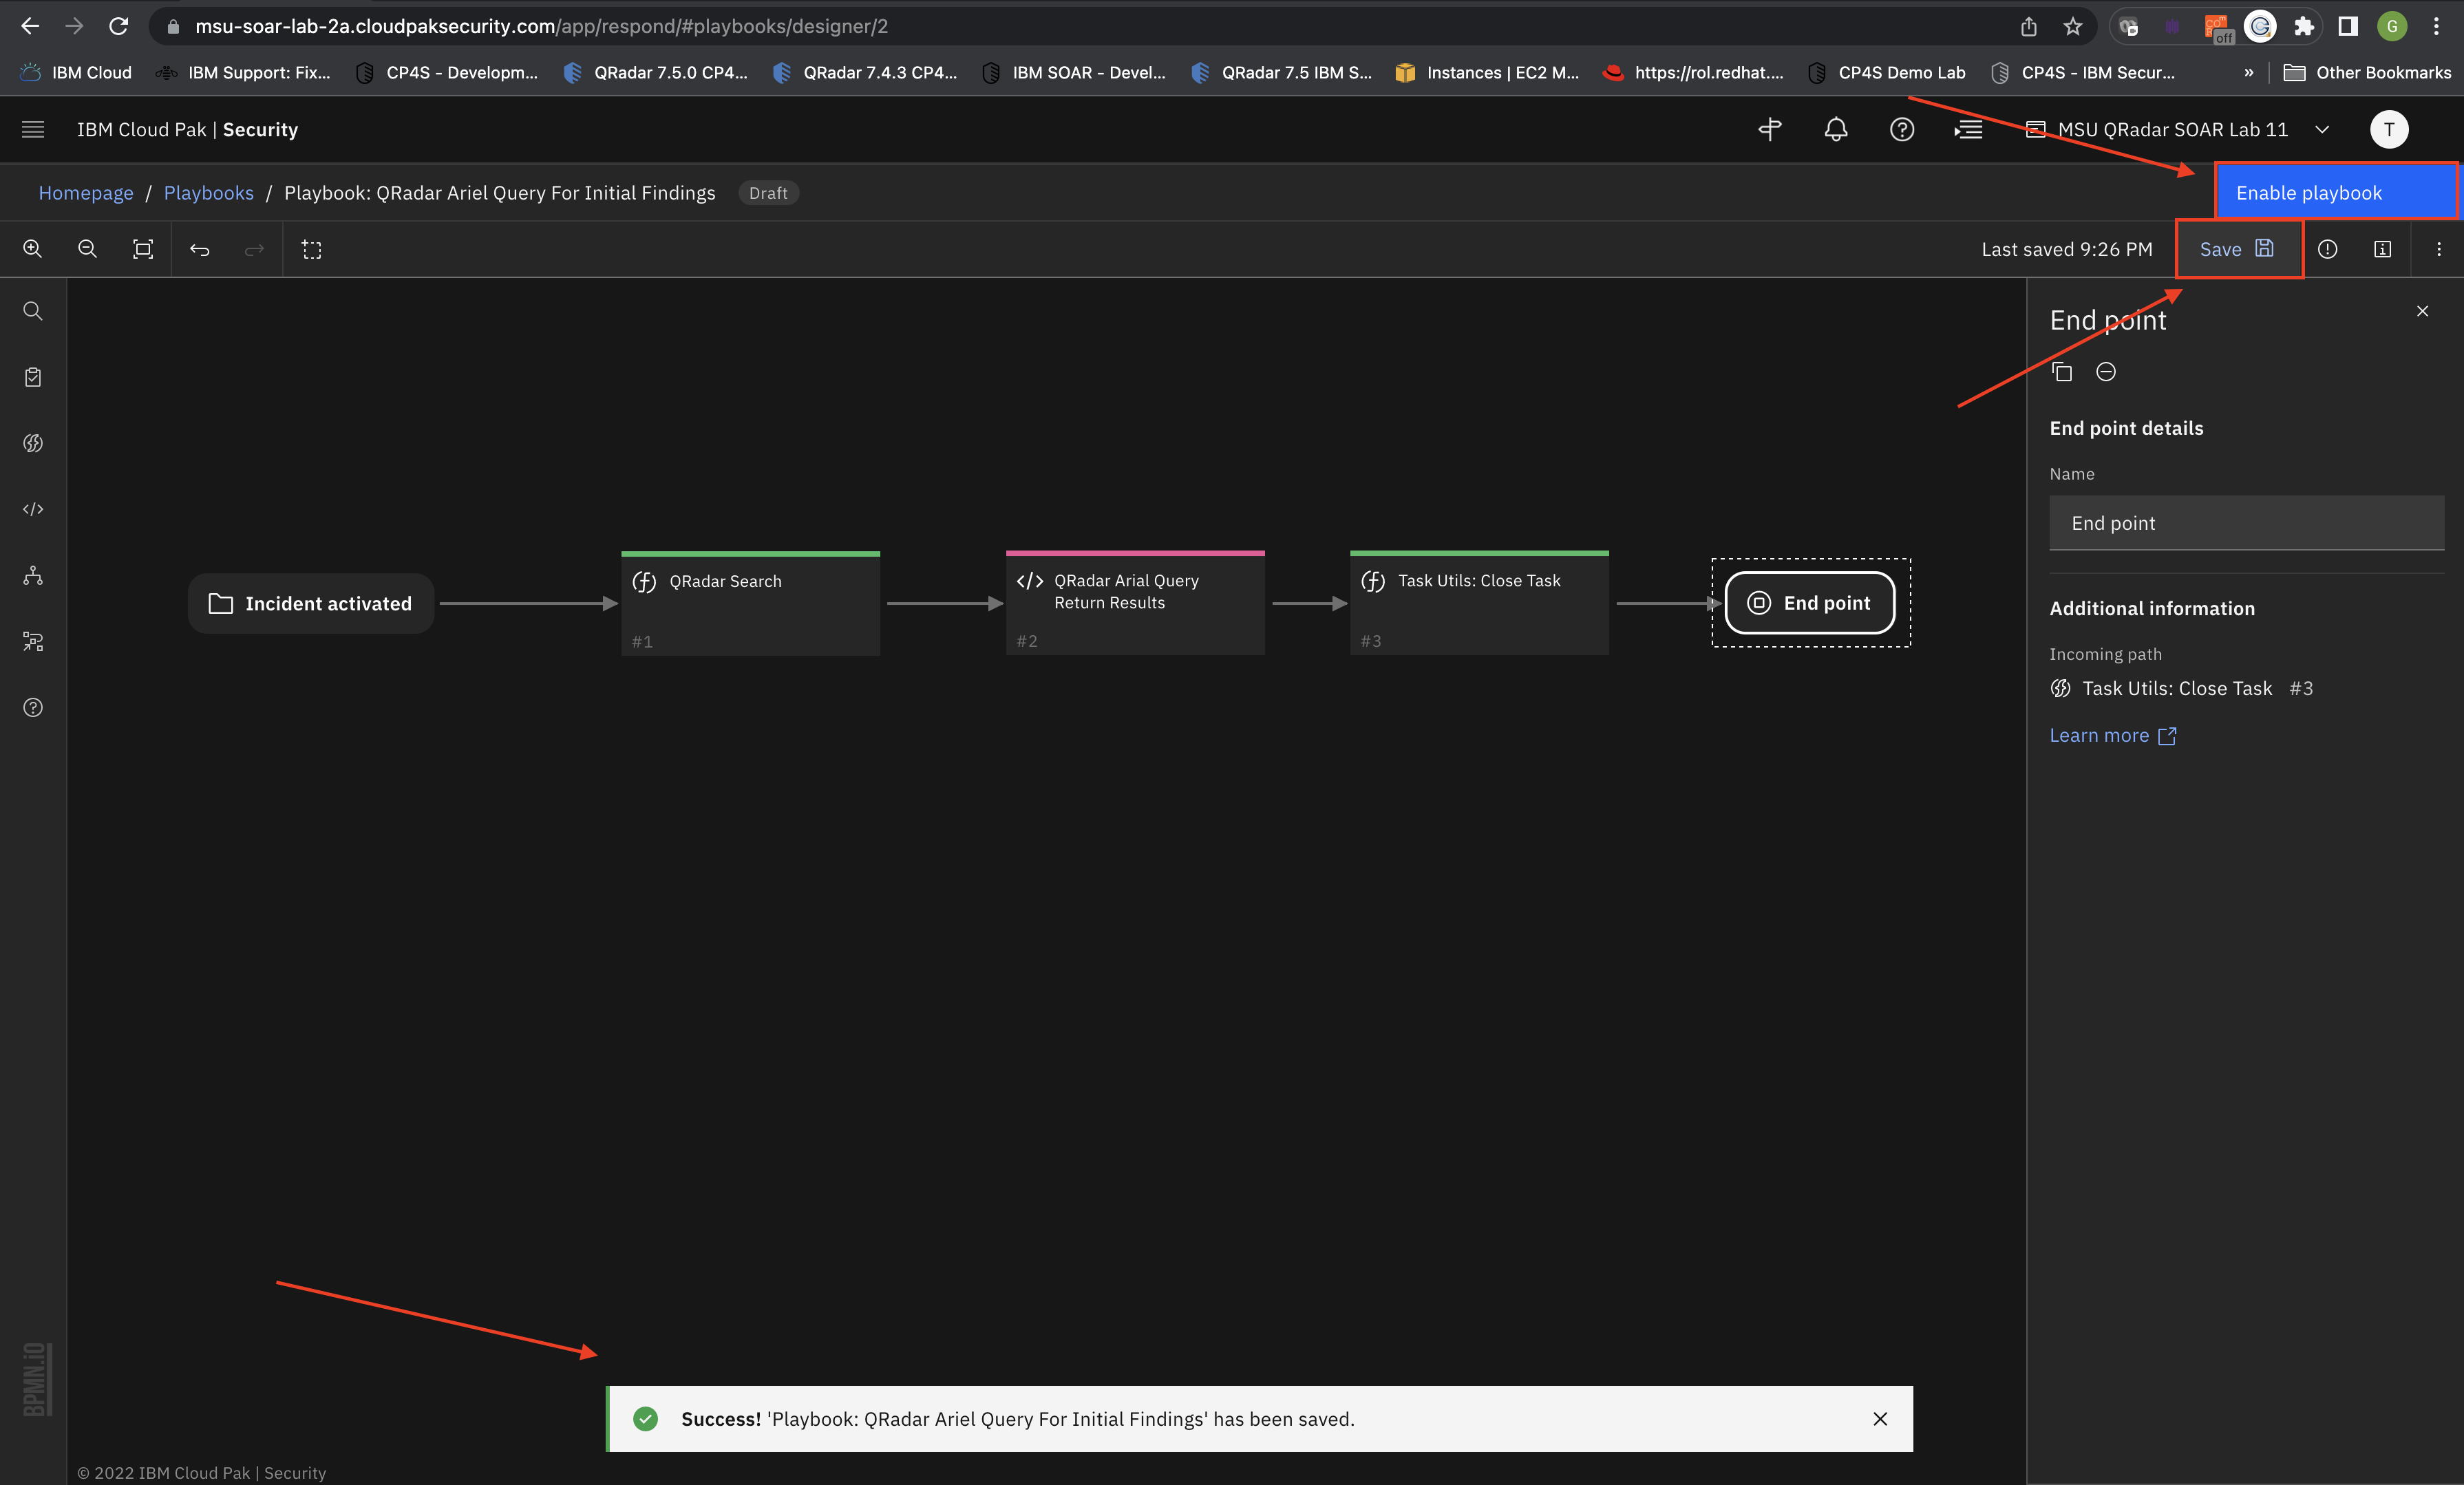 msu-soar-lab-2a.cloudpaksecurity.com/app/respond/#playbooks/designer/2
off
G
IBM Cloud
IBM Support: Fix...
CP4S - Developm...
QRadar 7.5.0 CP4...
QRadar 7.4.3 CP4...
IBM SOAR - Devel...
QRadar 7.5 IBM S...
Instances | EC2 M...
https://rol.redhat....
CP4S Demo Lab
CP4S - IBM Secur...
»
Other Bookmarks
IBM Cloud Pak | Security
MSU QRadar SOAR Lab 11
T
Homepage / Playbooks / Playbook: QRadar Ariel Query For Initial Findings
Draft
Enable playbook
Last saved 9:26 PM
Save
End point
End point details
Name
End point
Additional information
Incoming path
Task Utils: Close Task #3
Learn more
Incident activated
QRadar Search
#1
QRadar Arial Query
Return Results
#2
Task Utils: Close Task
#3
End point
BPMN.iO
Success! 'Playbook: QRadar Ariel Query For Initial Findings' has been saved.
© 2022 IBM Cloud Pak | Security